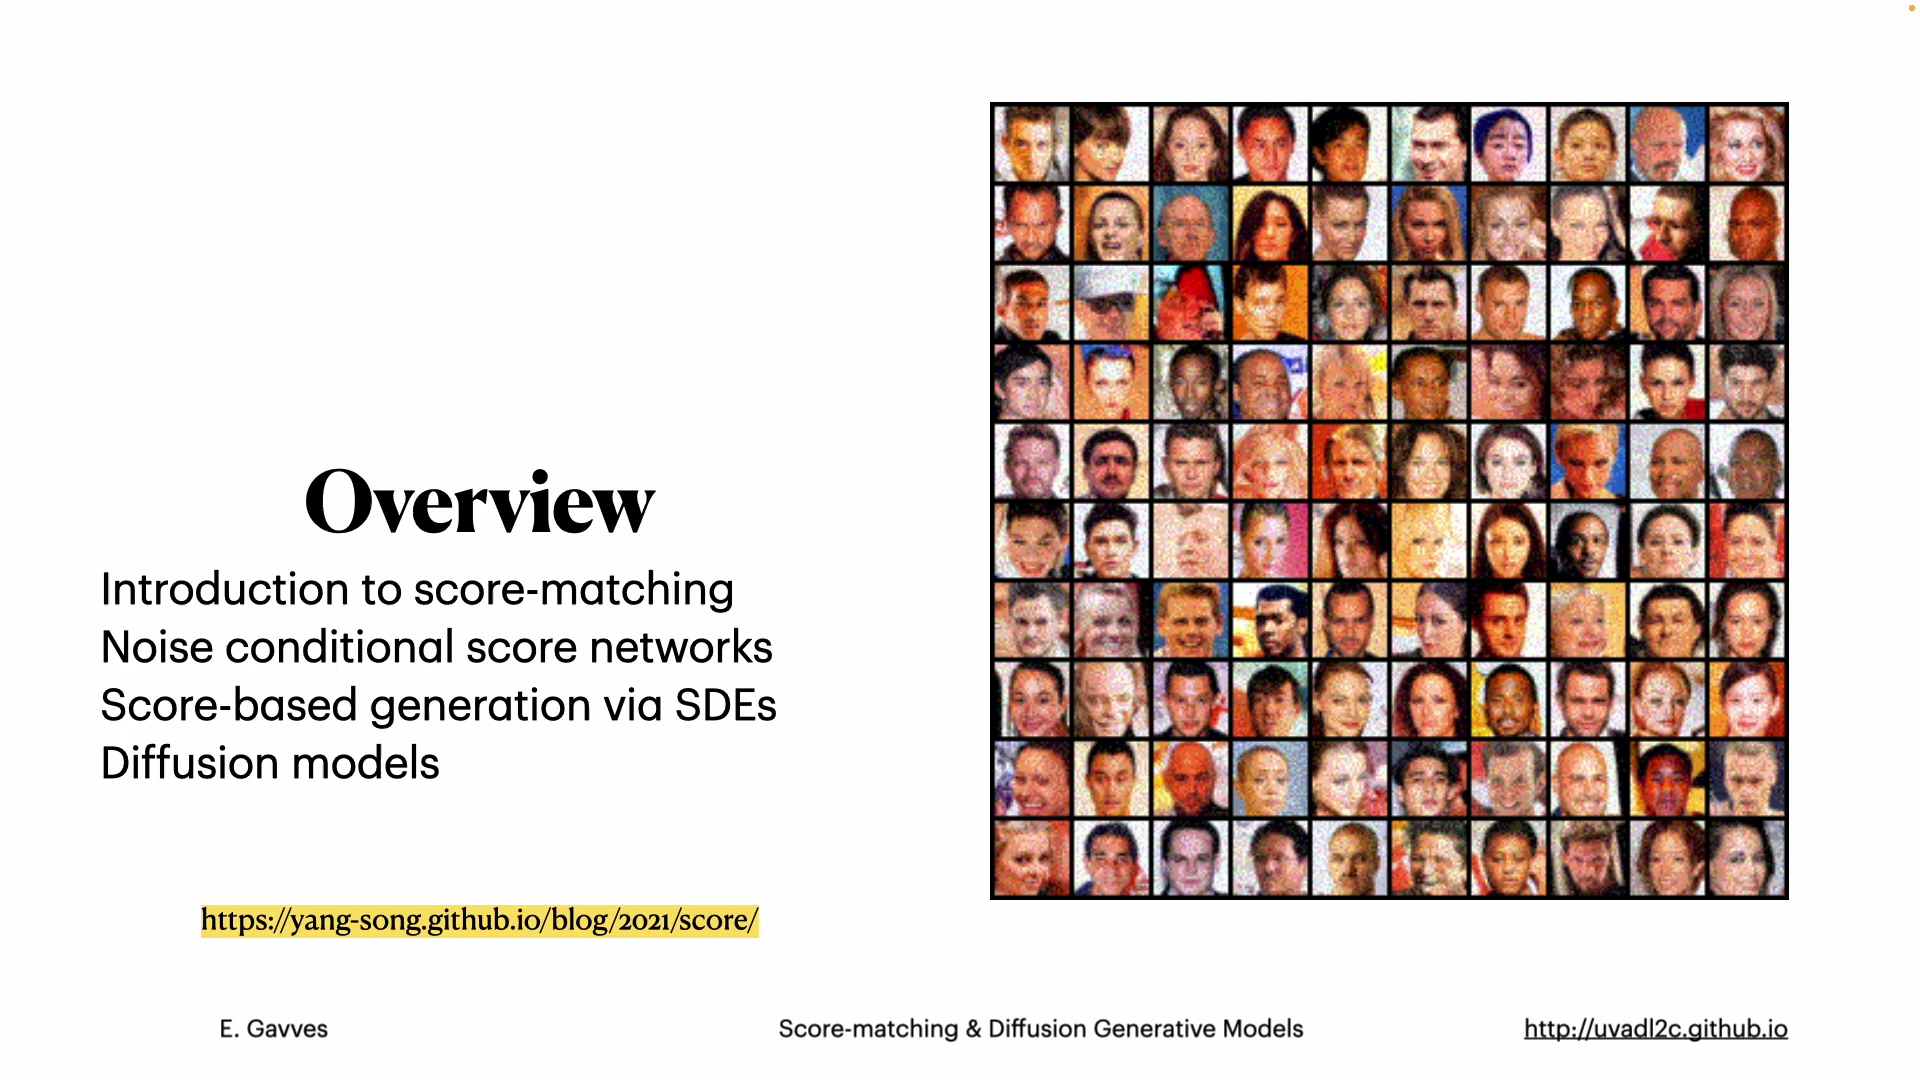 Overview
Introduction to score-matching
Noise conditional score networks
Score-based generation via SDEs
Diffusion models
https://yang-song.github.io/blog/2021/score/
E. Gavves
Score-matching & Diffusion Generative Models
http://uvadl2c.github.io